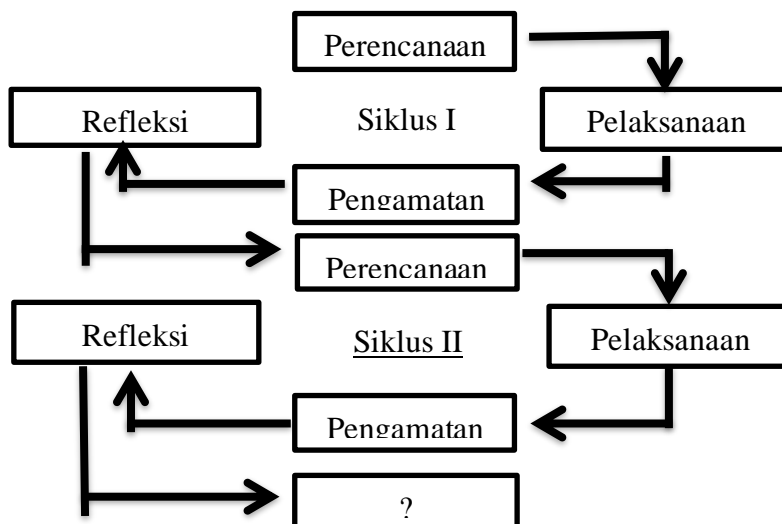 Perencanaan
Refleksi
Siklus I
Pelaksanaan
Pengamatan
Perencanaan
Refleksi
Siklus II
Pelaksanaan
Pengamatan
?